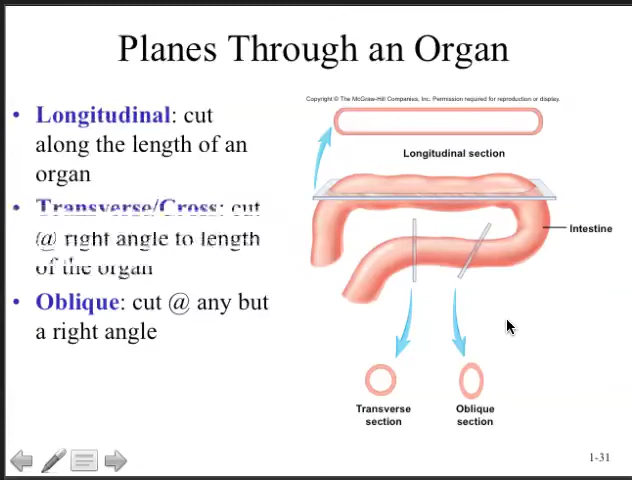 Planes Through an Organ
• Longitudinal: cut
along the length of an
organ
• Transverse/Cross: cut
@ right angle to length
of the organ
• Oblique: cut @ any but
a right angle
Copyright © The McGraw-Hill Companies, Inc. Permission required for reproduction or display.
Longitudinal section
Intestine
Transverse
section
Oblique
section
1-31